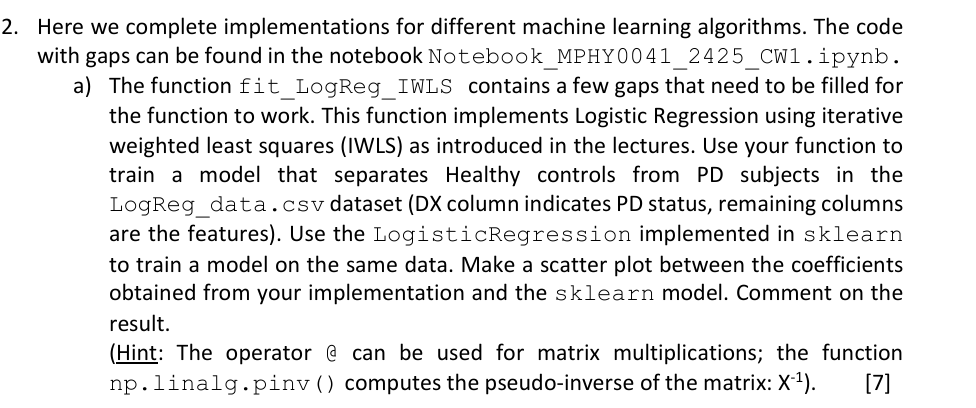 2. Here we complete implementations for different machine learning algorithms. The code
with gaps can be found in the notebook Notebook_MPHY0041_2425_CW1.ipynb.
a) The function fit_LogReg_IWLS contains a few gaps that need to be filled for
the function to work. This function implements Logistic Regression using iterative
weighted least squares (IWLS) as introduced in the lectures. Use your function to
train a model that separates Healthy controls from PD subjects in the
LogReg_data.csv dataset (DX column indicates PD status, remaining columns
are the features). Use the LogisticRegression implemented in sklearn
to train a model on the same data. Make a scatter plot between the coefficients
obtained from your implementation and the sklearn model. Comment on the
result.
(Hint: The operator @ can be used for matrix multiplications; the function
np.linalg.pinv() computes the pseudo-inverse of the matrix: X⁻¹). [7]